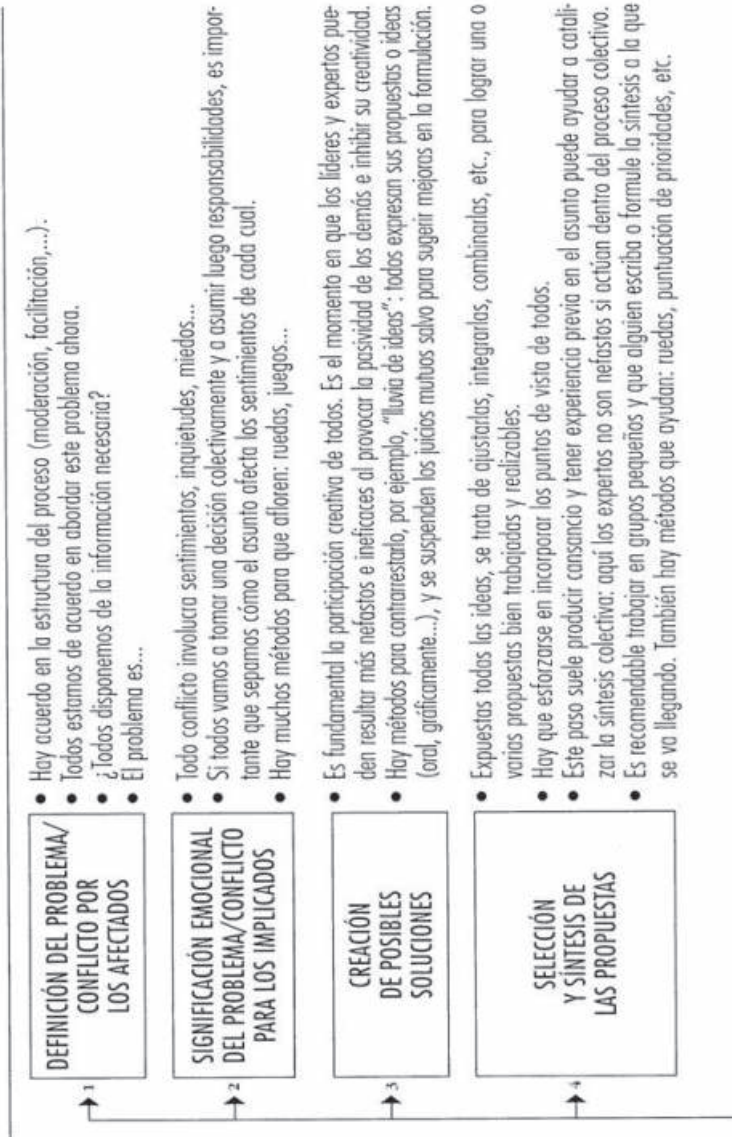 1
DEFINICIÓN DEL PROBLEMA/
CONFLICTO POR
LOS AFECTADOS
• Hay acuerdo en la estructura del proceso (moderación, facilitación,...).
• Todos estamos de acuerdo en abordar este problema ahora.
• ¿Todos disponemos de la información necesaria?
• El problema es...
2
SIGNIFICACIÓN EMOCIONAL
DEL PROBLEMA/CONFLICTO
PARA LOS IMPLICADOS
• Todo conflicto involucra sentimientos, inquietudes, miedos...
• Si todos vamos a tomar una decisión colectivamente y a asumir luego responsabilidades, es impor-
tante que sepamos cómo el asunto afecta los sentimientos de cada cual.
• Hay muchos métodos para que afloren: ruedas, juegos...
3
CREACIÓN
DE POSIBLES
SOLUCIONES
• Es fundamental la participación creativa de todos. Es el momento en que los líderes y expertos pue-
den resultar más nefastos e ineficaces al provocar la pasividad de los demás e inhibir su creatividad.
• Hay métodos para contrarrestarlo, por ejemplo, "lluvia de ideas": todos expresan sus propuestas o ideas
(oral, gráficamente...), y se suspenden los juicios mutuos salvo para sugerir mejoras en la formulación.
4
SELECCIÓN
Y SÍNTESIS DE
LAS PROPUESTAS
• Expuestas todas las ideas, se trata de ajustarlas, integrarlas, combinarlas, etc., para lograr una o
varias propuestas bien trabajadas y realizables.
• Hay que esforzarse en incorporar los puntos de vista de todos.
• Este paso suele producir cansancio y tener experiencia previa en el asunto puede ayudar a catali-
zar la síntesis colectiva: aquí los expertos no son nefastos si actúan dentro del proceso colectivo.
• Es recomendable trabajar en grupos pequeños y que alguien escriba o formule la síntesis a la que
se va llegando. También hay métodos que ayudan: ruedas, puntuación de prioridades, etc.